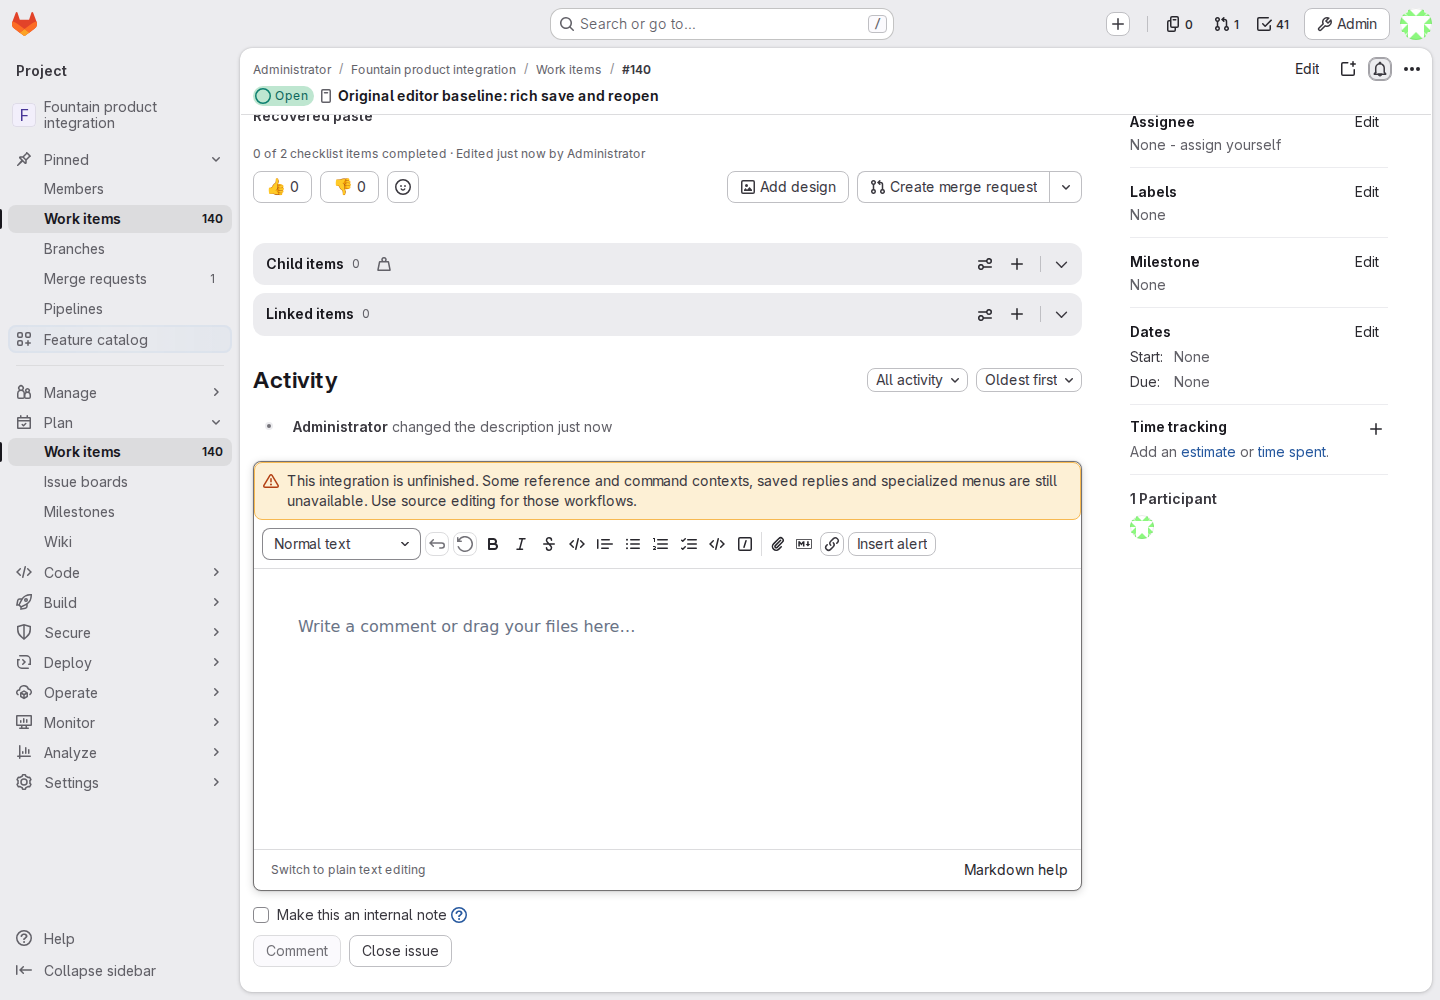 Search or go to...
/
0
1
41
Admin
Project
F
Fountain product
integration
Pinned
Members
Work items
140
Branches
Merge requests
1
Pipelines
Feature catalog
Manage
Plan
Work items
140
Issue boards
Milestones
Wiki
Code
Build
Secure
Deploy
Operate
Monitor
Analyze
Settings
Help
Collapse sidebar
Administrator / Fountain product integration / Work items / #140
Edit
Open
Original editor baseline: rich save and reopen
Recovered paste
0 of 2 checklist items completed · Edited just now by Administrator
👍 0
👎 0
Add design
Create merge request
Child items
0
Linked items
0
Activity
All activity
Oldest first
Administrator changed the description just now
This integration is unfinished. Some reference and command contexts, saved replies and specialized menus are still
unavailable. Use source editing for those workflows.
Normal text
Insert alert
Write a comment or drag your files here…
Switch to plain text editing
Markdown help
Make this an internal note
Comment
Close issue
Assignee
Edit
None - assign yourself
Labels
Edit
None
Milestone
Edit
None
Dates
Edit
Start: None
Due: None
Time tracking
Add an estimate or time spent.
1 Participant